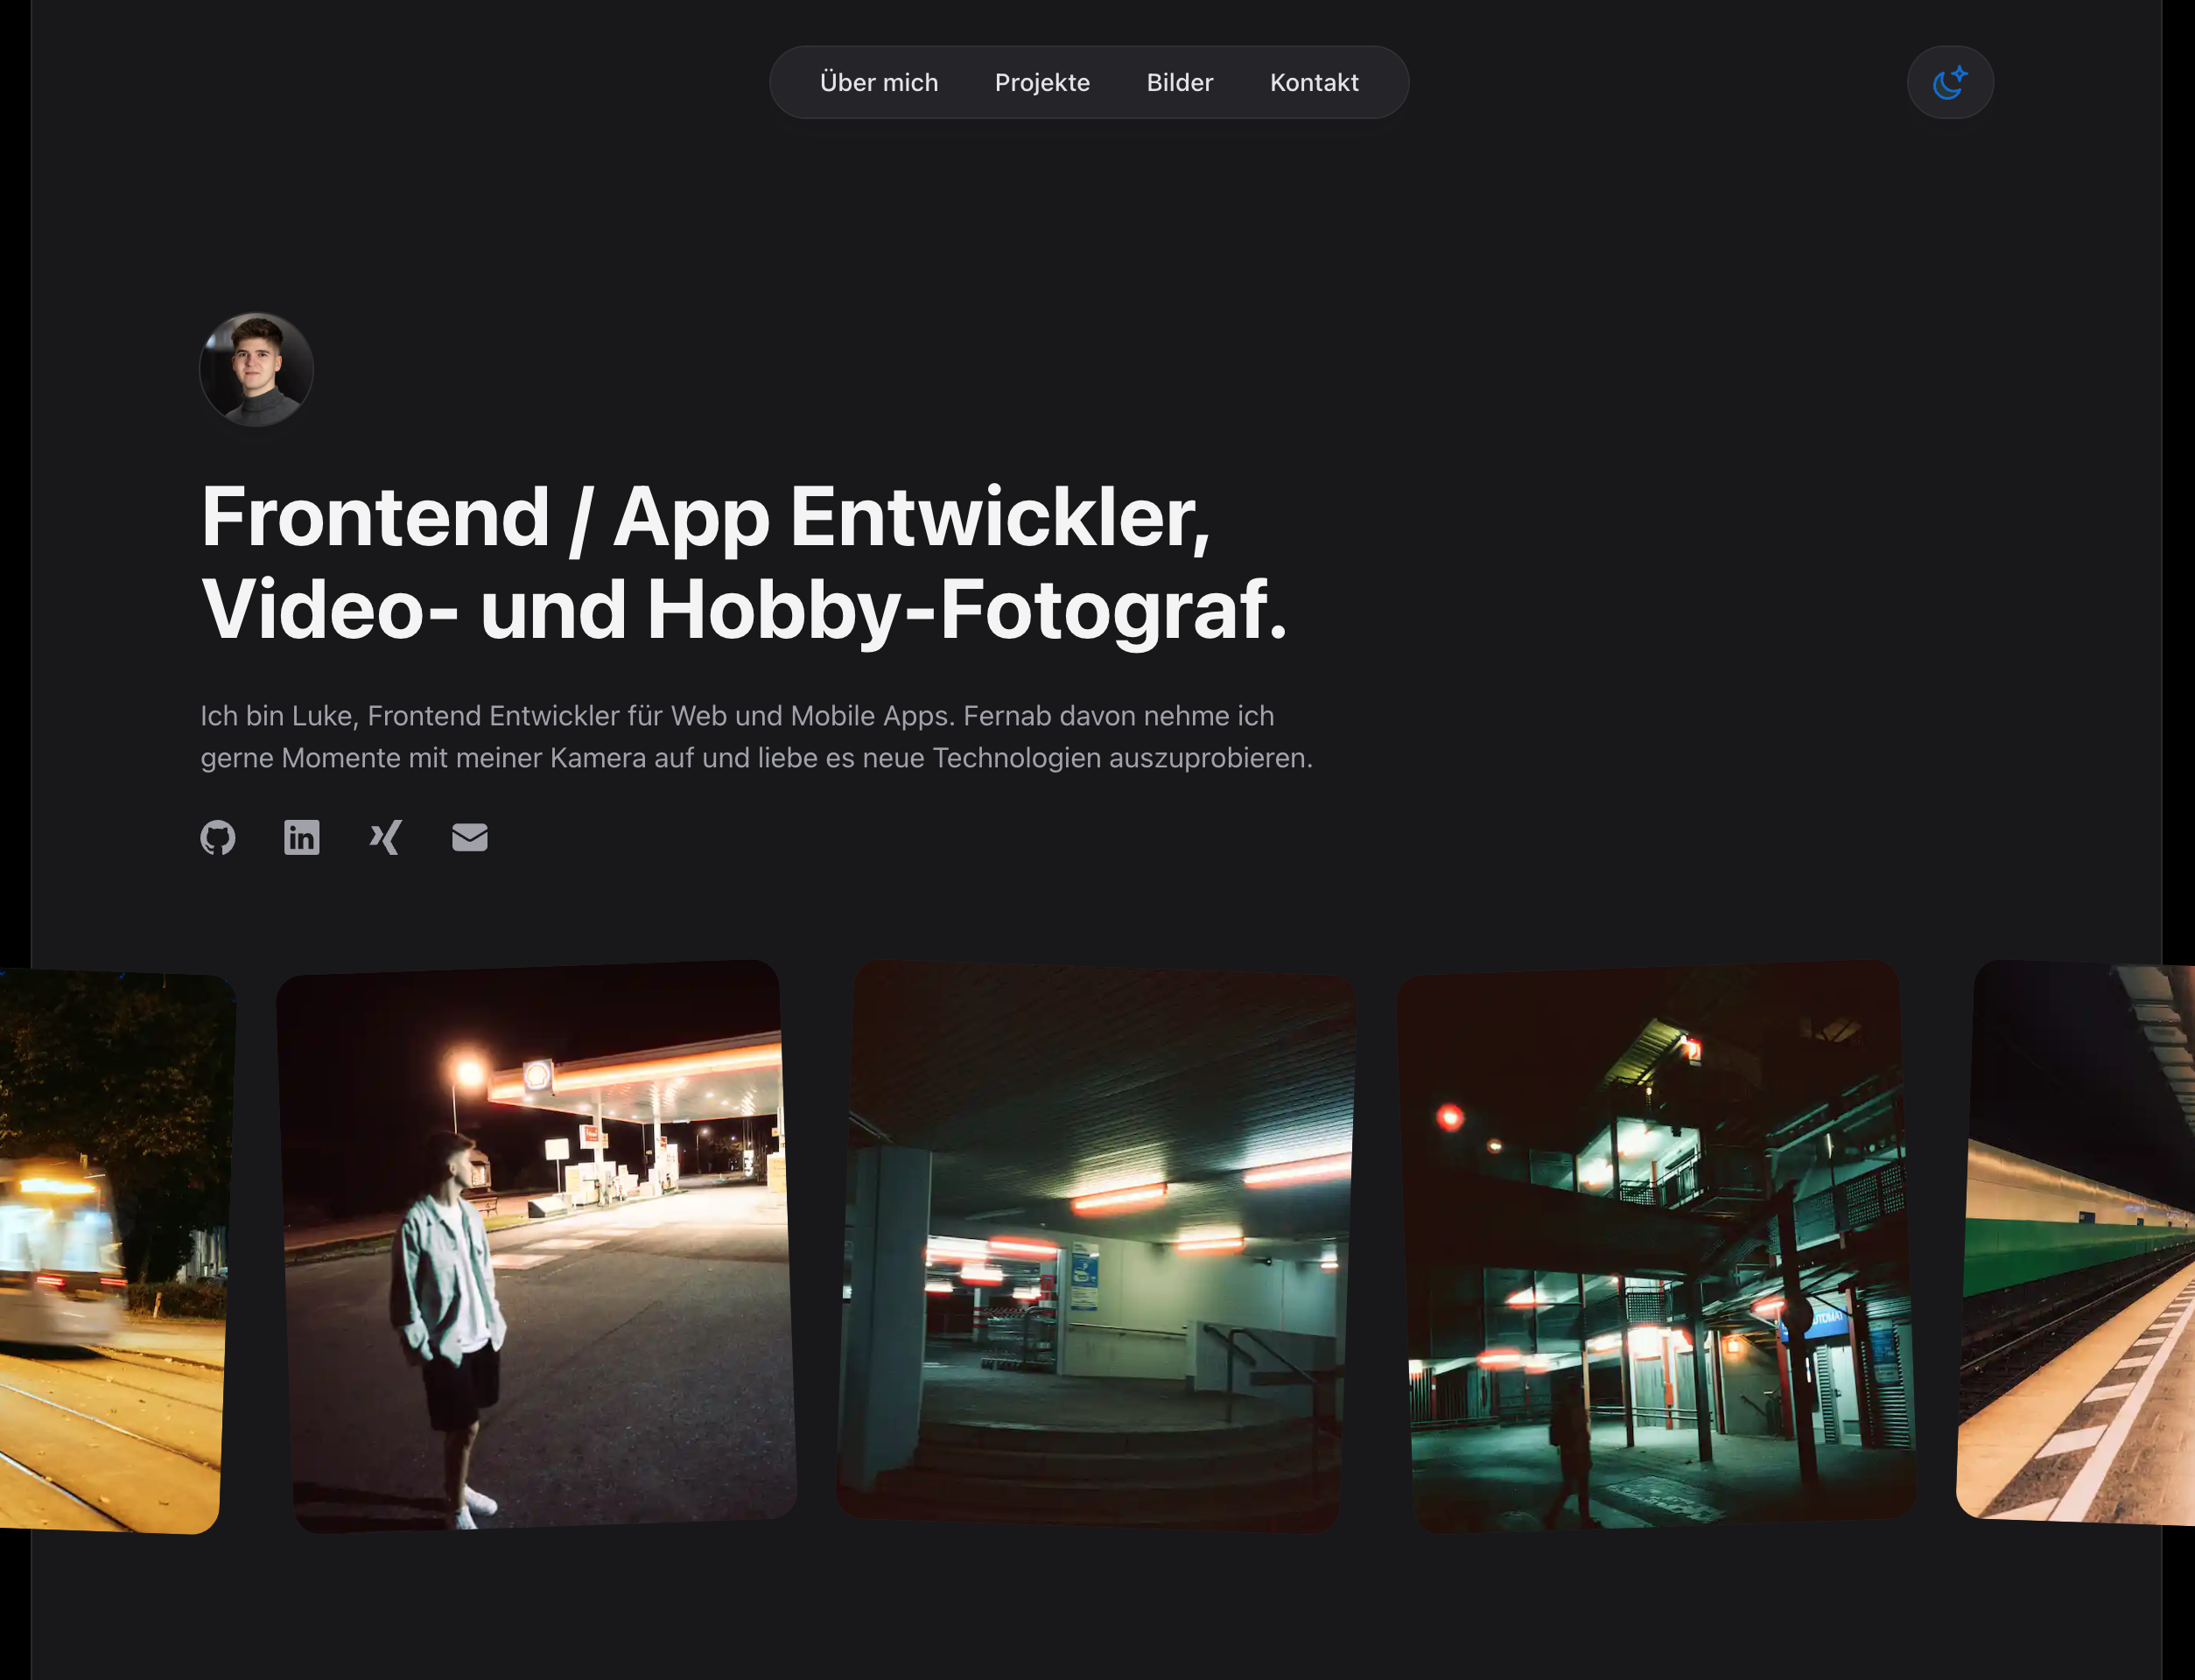 Über mich
Projekte
Bilder
Kontakt
Frontend / App Entwickler,
Video- und Hobby-Fotograf.
Ich bin Luke, Frontend Entwickler für Web und Mobile Apps. Fernab davon nehme ich
gerne Momente mit meiner Kamera auf und liebe es neue Technologien auszuprobieren.
in